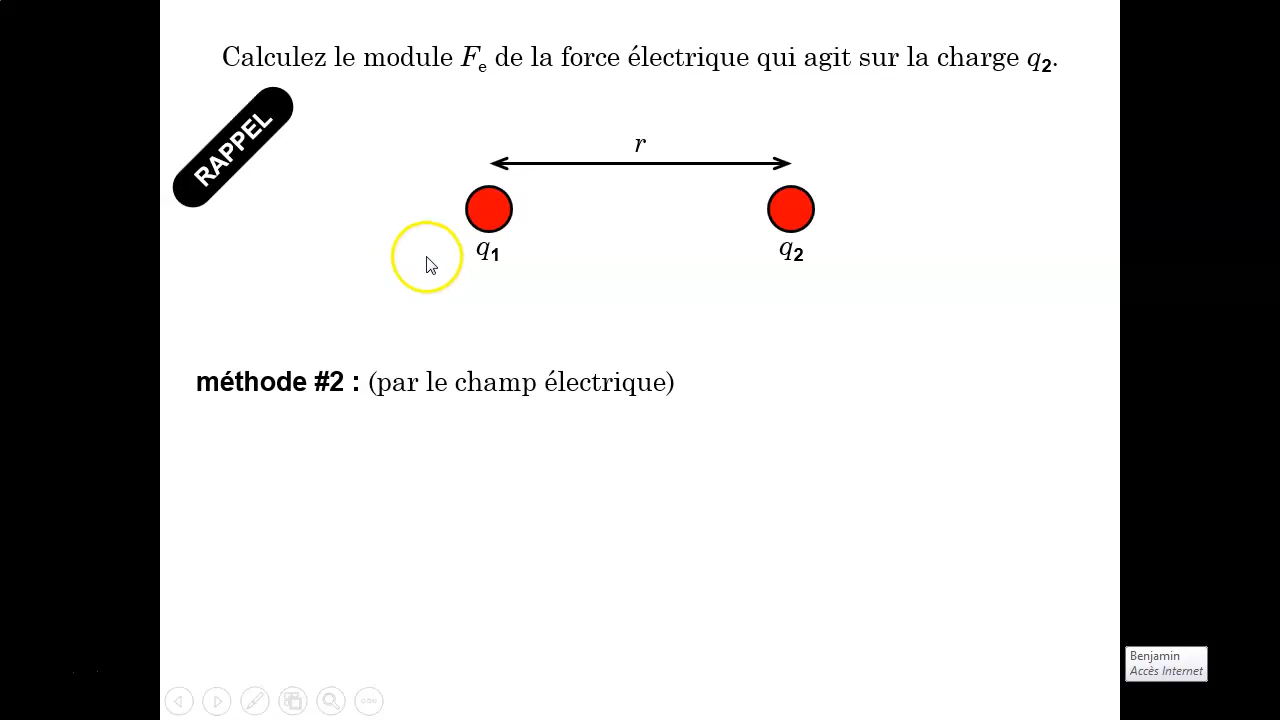 Calculez le module Fe de la force électrique qui agit sur la charge q2.
RAPPEL
r
q1 q2
méthode #2 : (par le champ électrique)
Benjamin
Accès Internet